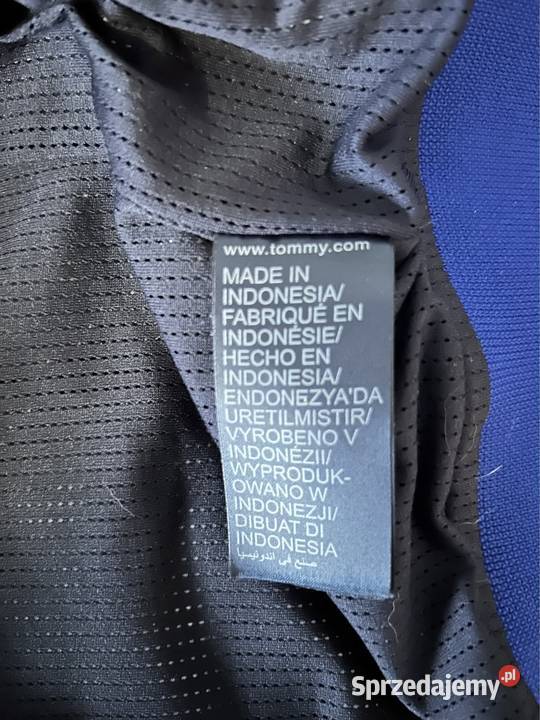 www.tommy.com
MADE IN
INDONESIA/
FABRIQUÉ EN
INDONÉSIE/
HECHO EN
INDONESIA/
ENDONEZYA'DA
URETILMISTIR/
VYROBENO V
INDONÉZII/
WYPRODUK-
OWANO W
INDONEZJI/
DIBUAT DI
INDONESIA
صنع في اندونيسيا
Sprzedajemy.pl